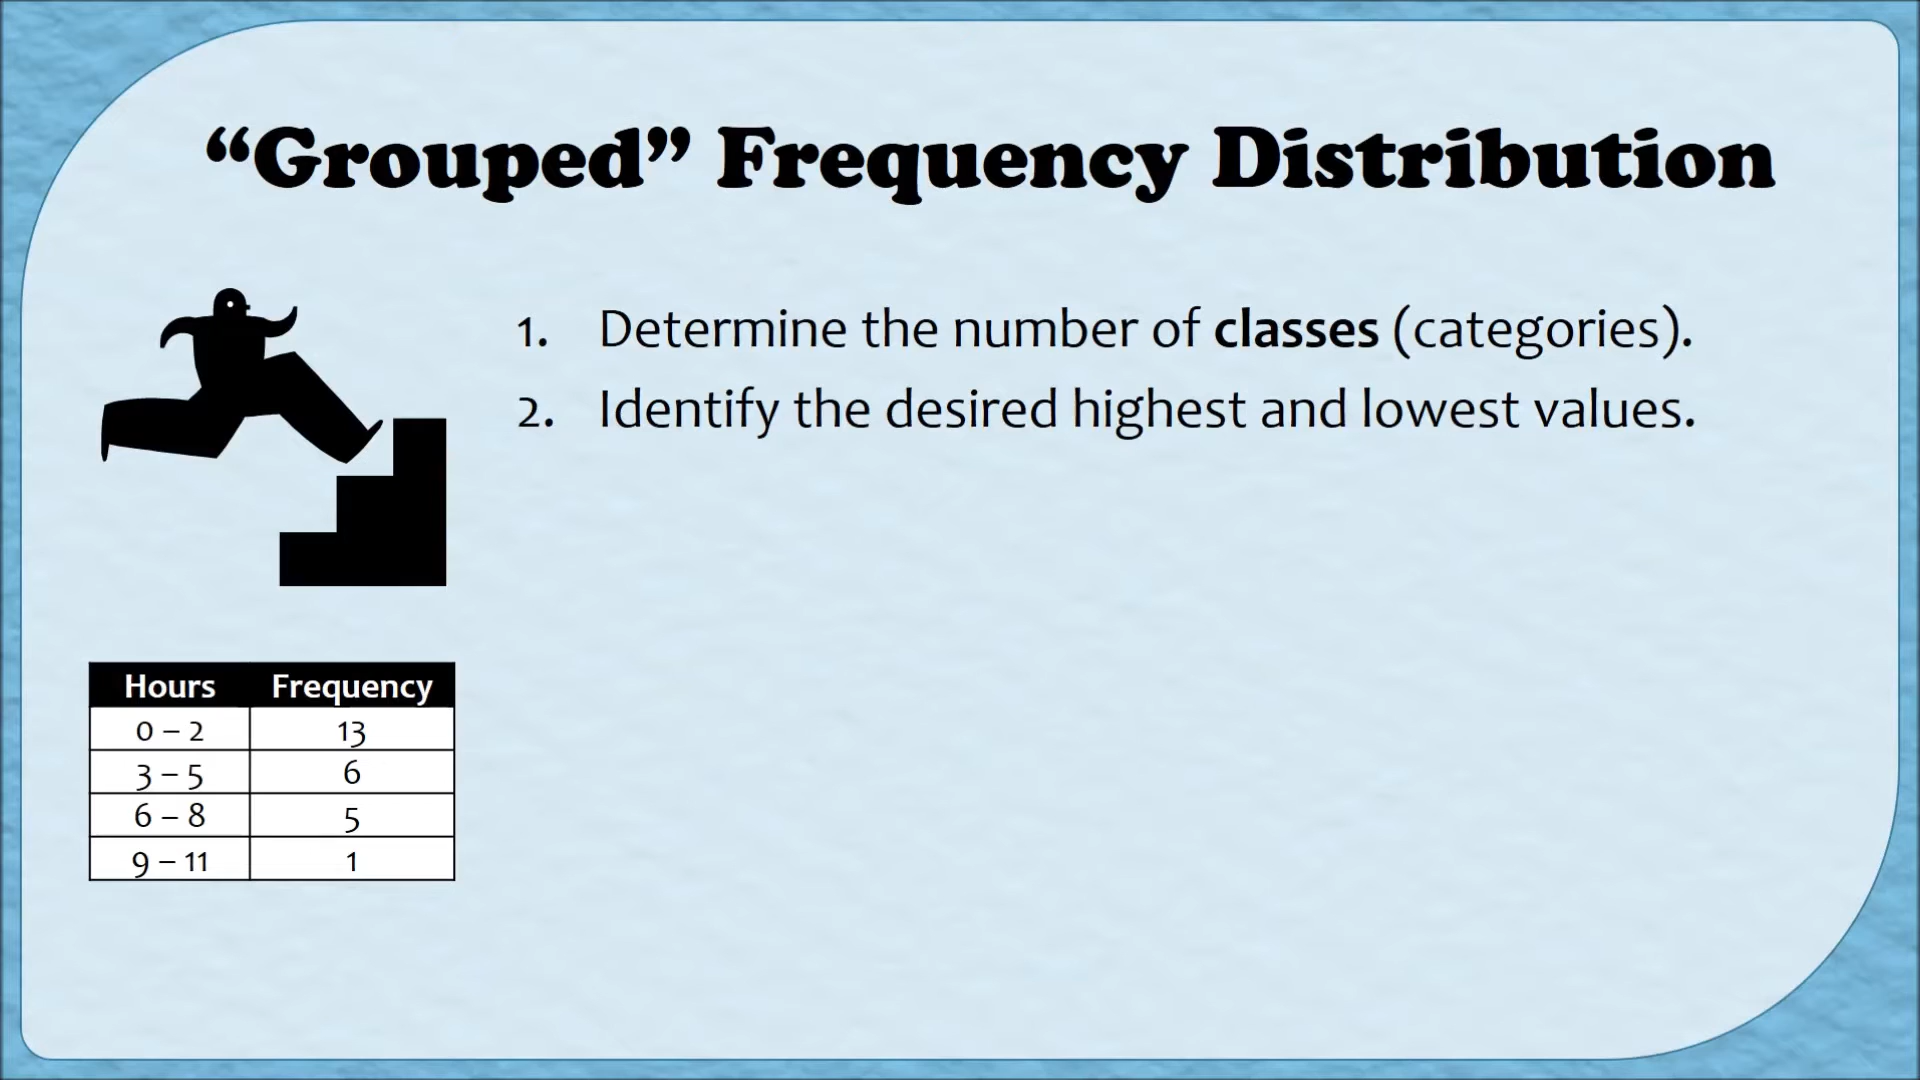 “Grouped” Frequency Distribution
1. Determine the number of classes (categories).
2. Identify the desired highest and lowest values.
Hours Frequency
0 – 2 13
3 – 5 6
6 – 8 5
9 – 11 1